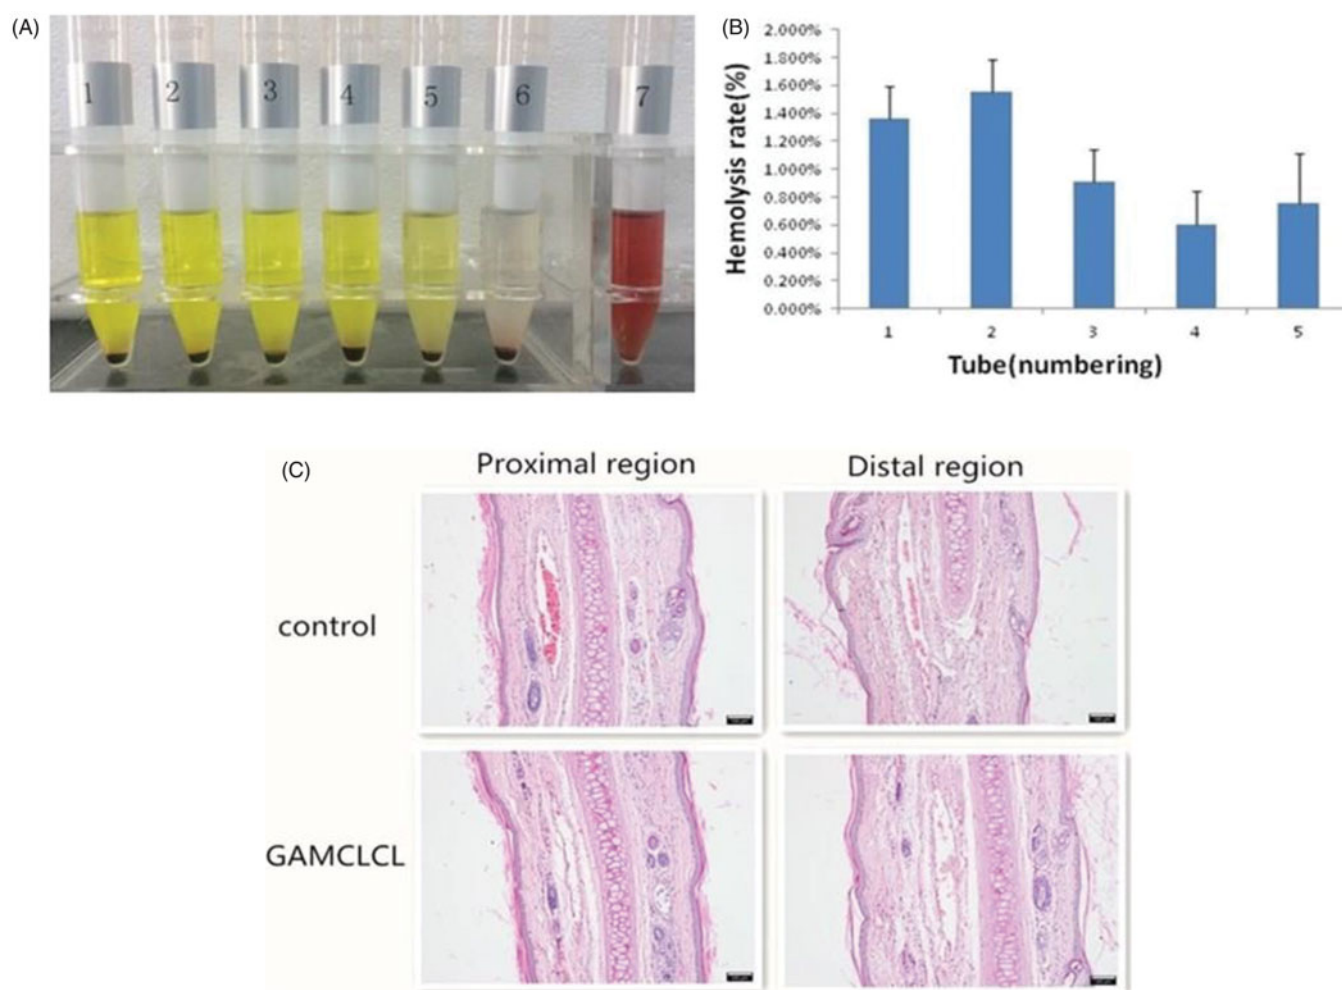 (A)
1 2 3 4 5 6 7
(B)
Hemolysis rate(%)
2.000%
1.800%
1.600%
1.400%
1.200%
1.000%
0.800%
0.600%
0.400%
0.200%
0.000%
1 2 3 4 5
Tube(numbering)
(C)
Proximal region Distal region
control
GAMCLCL